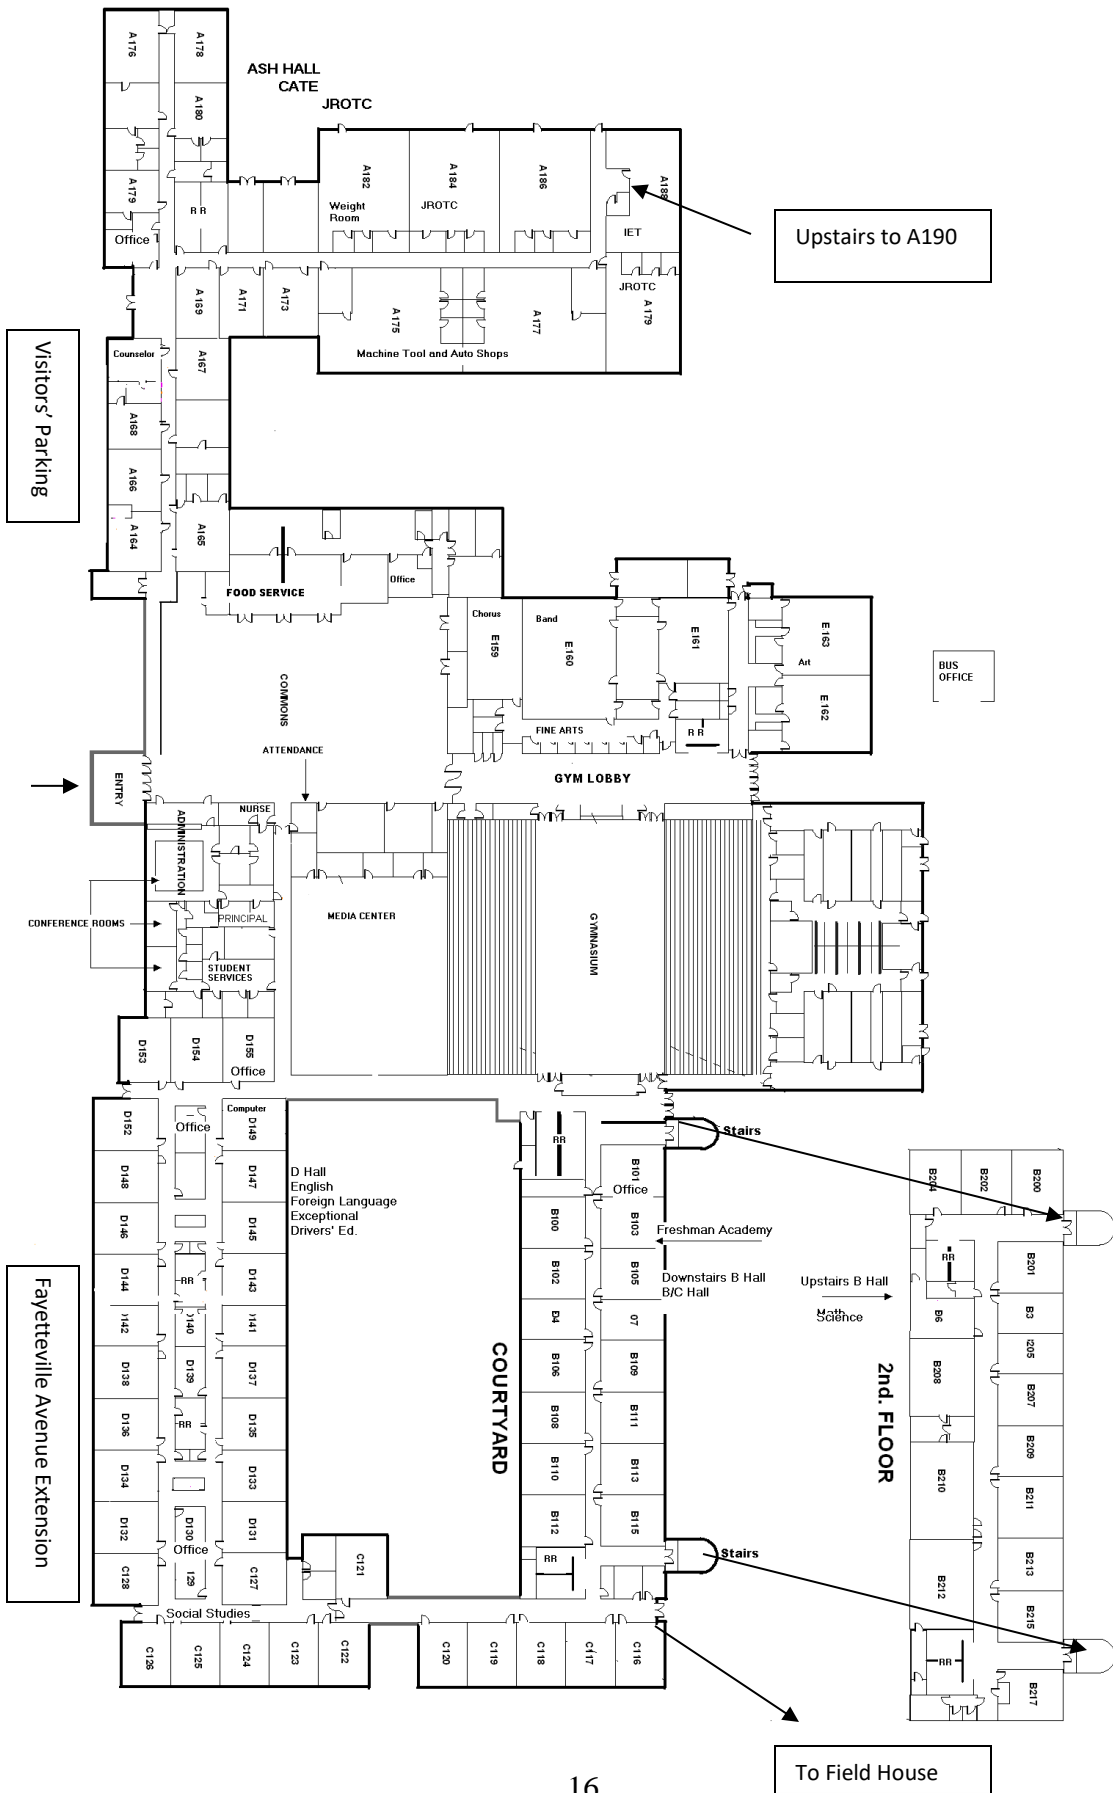 A176
A178
ASH HALL
CATE
JROTC
A180
A182
A184
A186
A188
A179
R R
Weight
Room
JROTC
IET
Office
Upstairs to A190
A169
A171
A173
A175
A177
JROTC
A179
Machine Tool and Auto Shops
Visitors' Parking
Counselor
A167
A168
A166
A164
A165
FOOD SERVICE
Office
Chorus
E159
Band
E160
E161
E163
Art
E162
BUS
OFFICE
COMMONS
FINE ARTS
R R
ATTENDANCE
GYM LOBBY
ENTRY
NURSE
ADMINISTRATION
CONFERENCE ROOMS
PRINCIPAL
MEDIA CENTER
GYMNASIUM
STUDENT
SERVICES
D153
D154
D155
Office
D152
Office
Computer
D149
RR
Stairs
D148
D147
D Hall
English
Foreign Language
Exceptional
Drivers' Ed.
B101
Office
B204
B202
B200
D146
D145
B100
B103
Freshman Academy
RR
B201
D144
RR
D143
B102
B105
Downstairs B Hall
B/C Hall
Upstairs B Hall
Math
Science
D6
B3
D142
D140
D141
D4
07
COURTYARD
2nd. FLOOR
D138
D139
D137
B106
B109
B208
205
D136
RR
D135
B108
B111
B207
Fayetteville Avenue Extension
D134
D133
B110
B113
B210
B209
B211
D132
D130
Office
D131
B112
B115
C128
129
C127
C121
RR
Stairs
B212
B213
B215
Social Studies
RR
C126
C125
C124
C123
C122
C120
C119
C118
C117
C116
B217
To Field House
16